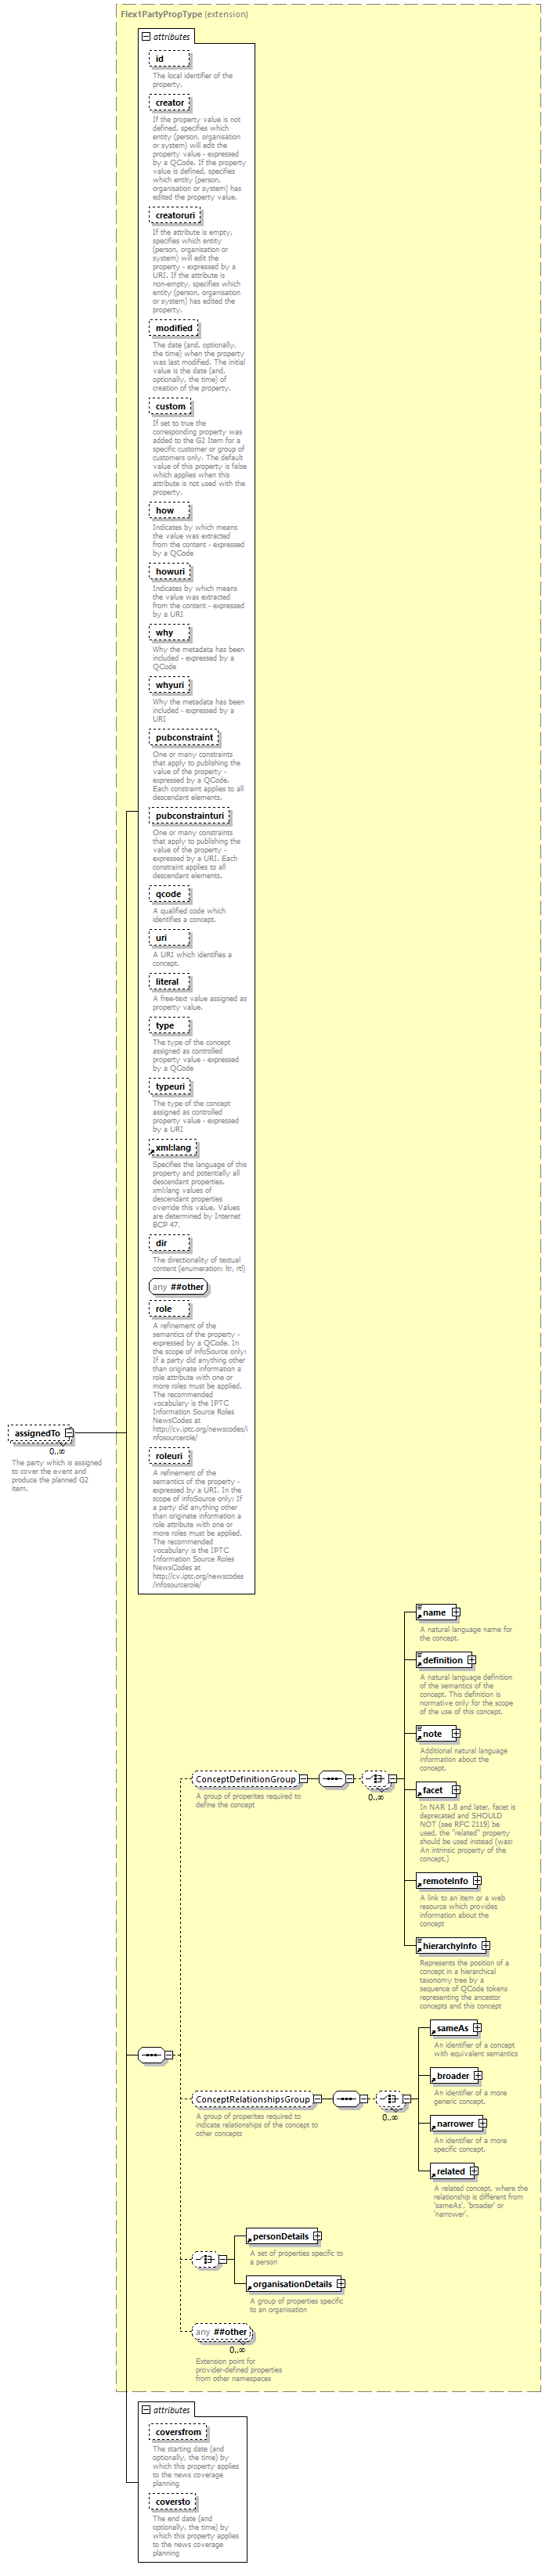 Flex1PartyPropType (extension)
attributes
id
The local identifier of the
property.
creator
If the property value is not
defined, specifies which
entity (person, organisation
or system) will edit the
property value - expressed
by a QCode. If the property
value is defined, specifies
which entity (person,
organisation or system) has
edited the property value.
creatoruri
If the attribute is empty,
specifies which entity
(person, organisation or
system) will edit the
property - expressed by a
URI. If the attribute is
non-empty, specifies which
entity (person, organisation
or system) has edited the
property.
modified
The date (and, optionally,
the time) when the property
was last modified. The initial
value is the date (and,
optionally, the time) of
creation of the property.
custom
If set to true the
corresponding property was
added to the G2 Item for a
specific customer or group of
customers only. The default
value of this property is false
which applies when this
attribute is not used with the
property.
how
Indicates by which means
the value was extracted
from the content - expressed
by a QCode
howuri
Indicates by which means
the value was extracted
from the content - expressed
by a URI
why
Why the metadata has been
included - expressed by a
QCode
whyuri
Why the metadata has been
included - expressed by a
URI
pubconstraint
One or many constraints
that apply to publishing the
value of the property -
expressed by a QCode.
Each constraint applies to all
descendant elements.
pubconstrainturi
One or many constraints
that apply to publishing the
value of the property -
expressed by a URI. Each
constraint applies to all
descendant elements.
qcode
A qualified code which
identifies a concept.
uri
A URI which identifies a
concept.
literal
A free-text value assigned as
property value.
type
The type of the concept
assigned as controlled
property value - expressed
by a QCode
typeuri
The type of the concept
assigned as controlled
property value - expressed
by a URI
xml:lang
Specifies the language of this
property and potentially all
descendant properties.
xml:lang values of
descendant properties
override this value. Values
are determined by Internet
BCP 47.
dir
The directionality of textual
content (enumeration: ltr, rtl)
any ##other
role
A refinement of the
semantics of the property -
expressed by a QCode. In
the scope of infoSource only:
If a party did anything other
than originate information a
role attribute with one or
more roles must be applied.
The recommended
vocabulary is the IPTC
Information Source Roles
NewsCodes at
http://cv.iptc.org/newscodes/i
nfosourcerole/
roleuri
A refinement of the
semantics of the property -
expressed by a URI. In the
scope of infoSource only: If
a party did anything other
than originate information a
role attribute with one or
more roles must be applied.
The recommended
vocabulary is the IPTC
Information Source Roles
NewsCodes at
http://cv.iptc.org/newscodes
/infosourcerole/
assignedTo
0..∞
The party which is assigned
to cover the event and
produce the planned G2
item.
ConceptDefinitionGroup
A group of properites required to
define the concept
0..∞
name
A natural language name for
the concept.
definition
A natural language definition
of the semantics of the
concept. This definition is
normative only for the scope
of the use of this concept.
note
Additional natural language
information about the
concept.
facet
In NAR 1.8 and later, facet is
deprecated and SHOULD
NOT (see RFC 2119) be
used, the "related" property
should be used instead (was:
An intrinsic property of the
concept.)
remoteInfo
A link to an item or a web
resource which provides
information about the
concept
hierarchyInfo
Represents the position of a
concept in a hierarchical
taxonomy tree by a
sequence of QCode tokens
representing the ancestor
concepts and this concept
ConceptRelationshipsGroup
A group of properites required to
indicate relationships of the concept to
other concepts
0..∞
sameAs
An identifier of a concept
with equivalent semantics
broader
An identifier of a more
generic concept.
narrower
An identifier of a more
specific concept.
related
A related concept, where the
relationship is different from
'sameAs', 'broader' or
'narrower'.
personDetails
A set of properties specific to
a person
organisationDetails
A group of properties specific
to an organisation
any ##other
0..∞
Extension point for
provider-defined properties
from other namespaces
attributes
coversfrom
The starting date (and
optionally, the time) by
which this property applies
to the news coverage
planning
coversto
The end date (and
optionally, the time) by
which this property applies
to the news coverage
planning